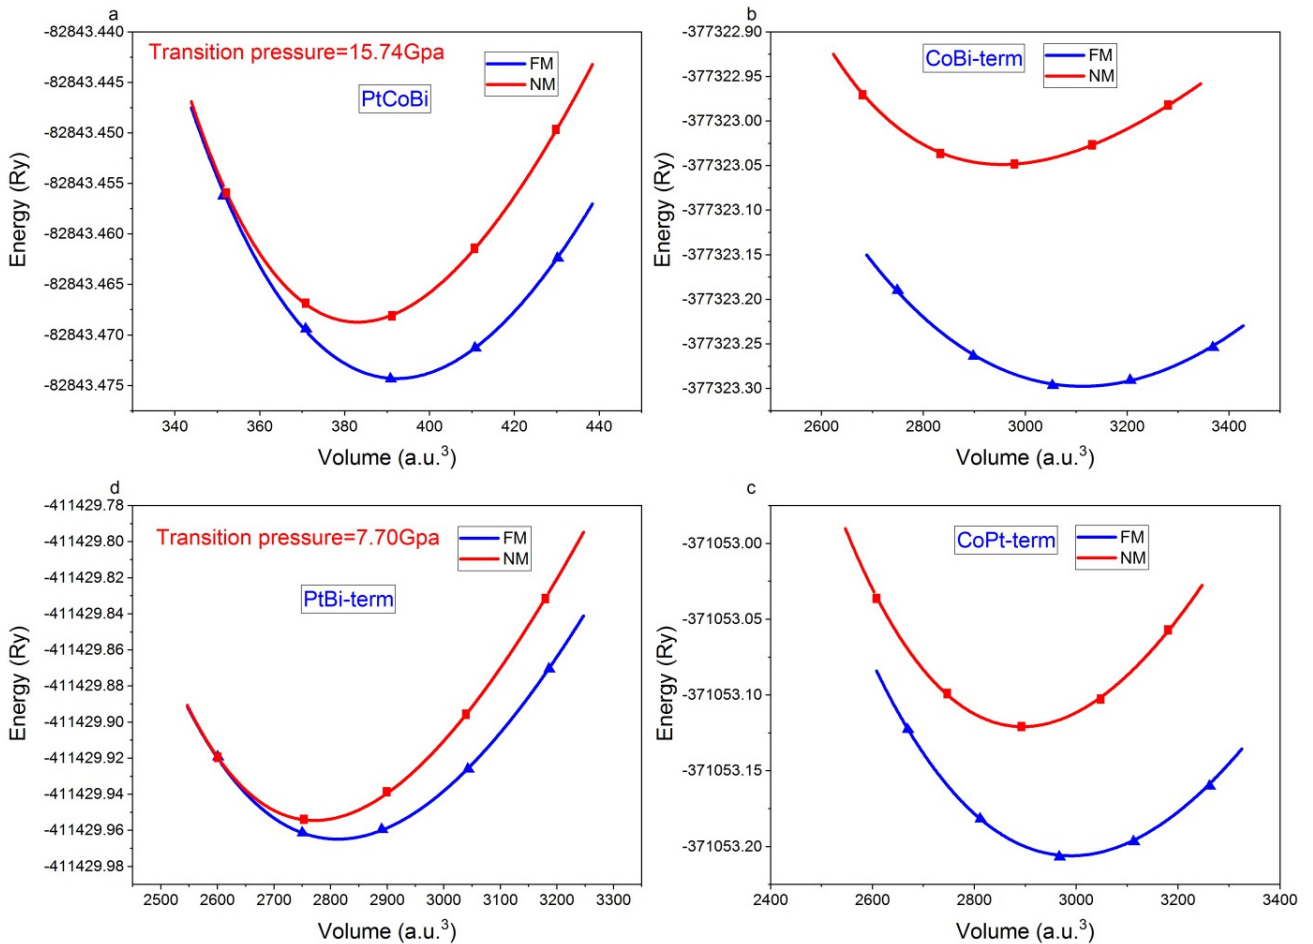 a
Transition pressure=15.74Gpa
PtCoBi
FM
NM
-82843.440
-82843.445
-82843.450
-82843.455
-82843.460
-82843.465
-82843.470
-82843.475
Energy (Ry)
340 360 380 400 420 440
Volume (a.u.³)
b
CoBi-term
FM
NM
-377322.90
-377322.95
-377323.00
-377323.05
-377323.10
-377323.15
-377323.20
-377323.25
-377323.30
Energy (Ry)
2600 2800 3000 3200 3400
Volume (a.u.³)
d
Transition pressure=7.70Gpa
PtBi-term
FM
NM
-411429.78
-411429.80
-411429.82
-411429.84
-411429.86
-411429.88
-411429.90
-411429.92
-411429.94
-411429.96
-411429.98
Energy (Ry)
2500 2600 2700 2800 2900 3000 3100 3200 3300
Volume (a.u.³)
c
CoPt-term
FM
NM
-371053.00
-371053.05
-371053.10
-371053.15
-371053.20
Energy (Ry)
2400 2600 2800 3000 3200 3400
Volume (a.u.³)